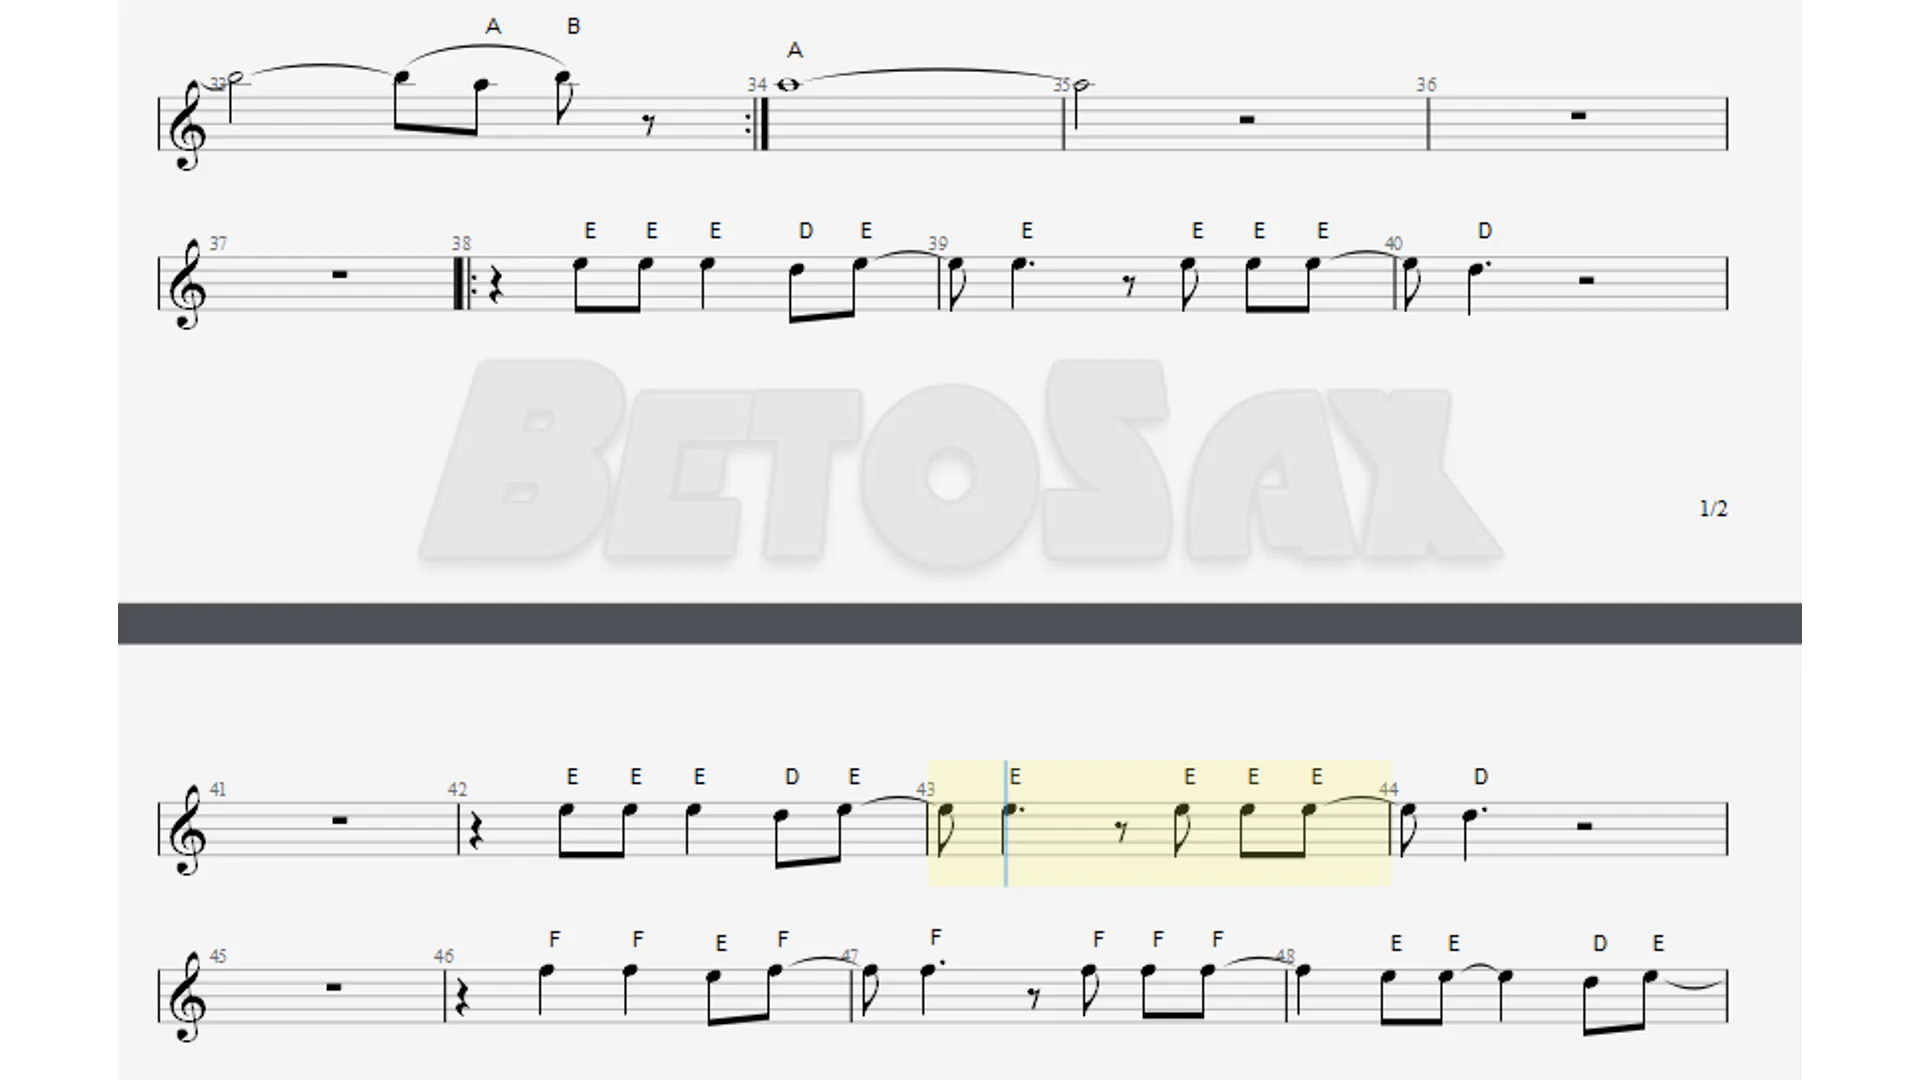 A B
A
33 34 35 36
E E E D E E E E E D
37 38 39 40
BETOSAX
1/2
E E E D E E E E E D
41 42 43 44
F F E F F F F F E E D E
45 46 47 48